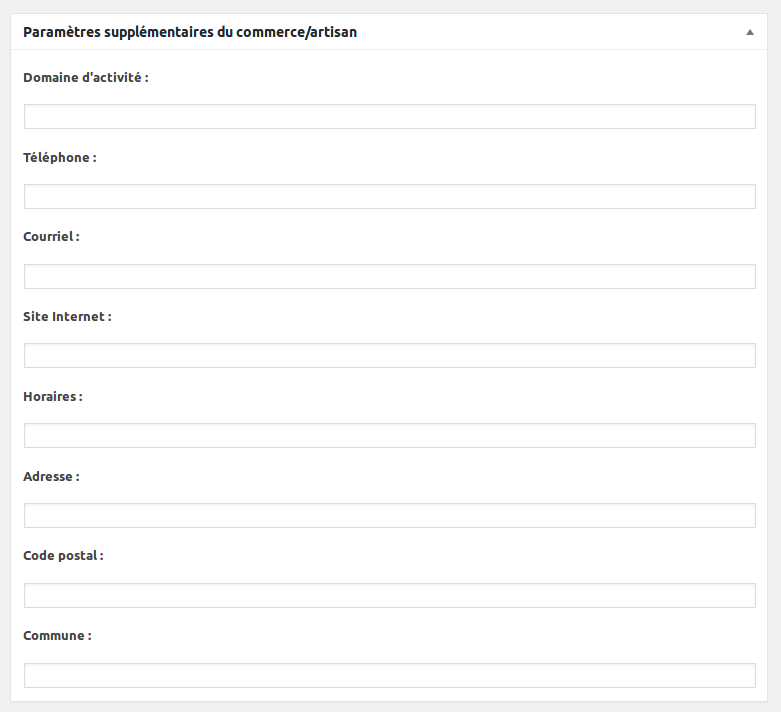 Paramètres supplémentaires du commerce/artisan
Domaine d'activité :
Téléphone :
Courriel :
Site Internet :
Horaires :
Adresse :
Code postal :
Commune :